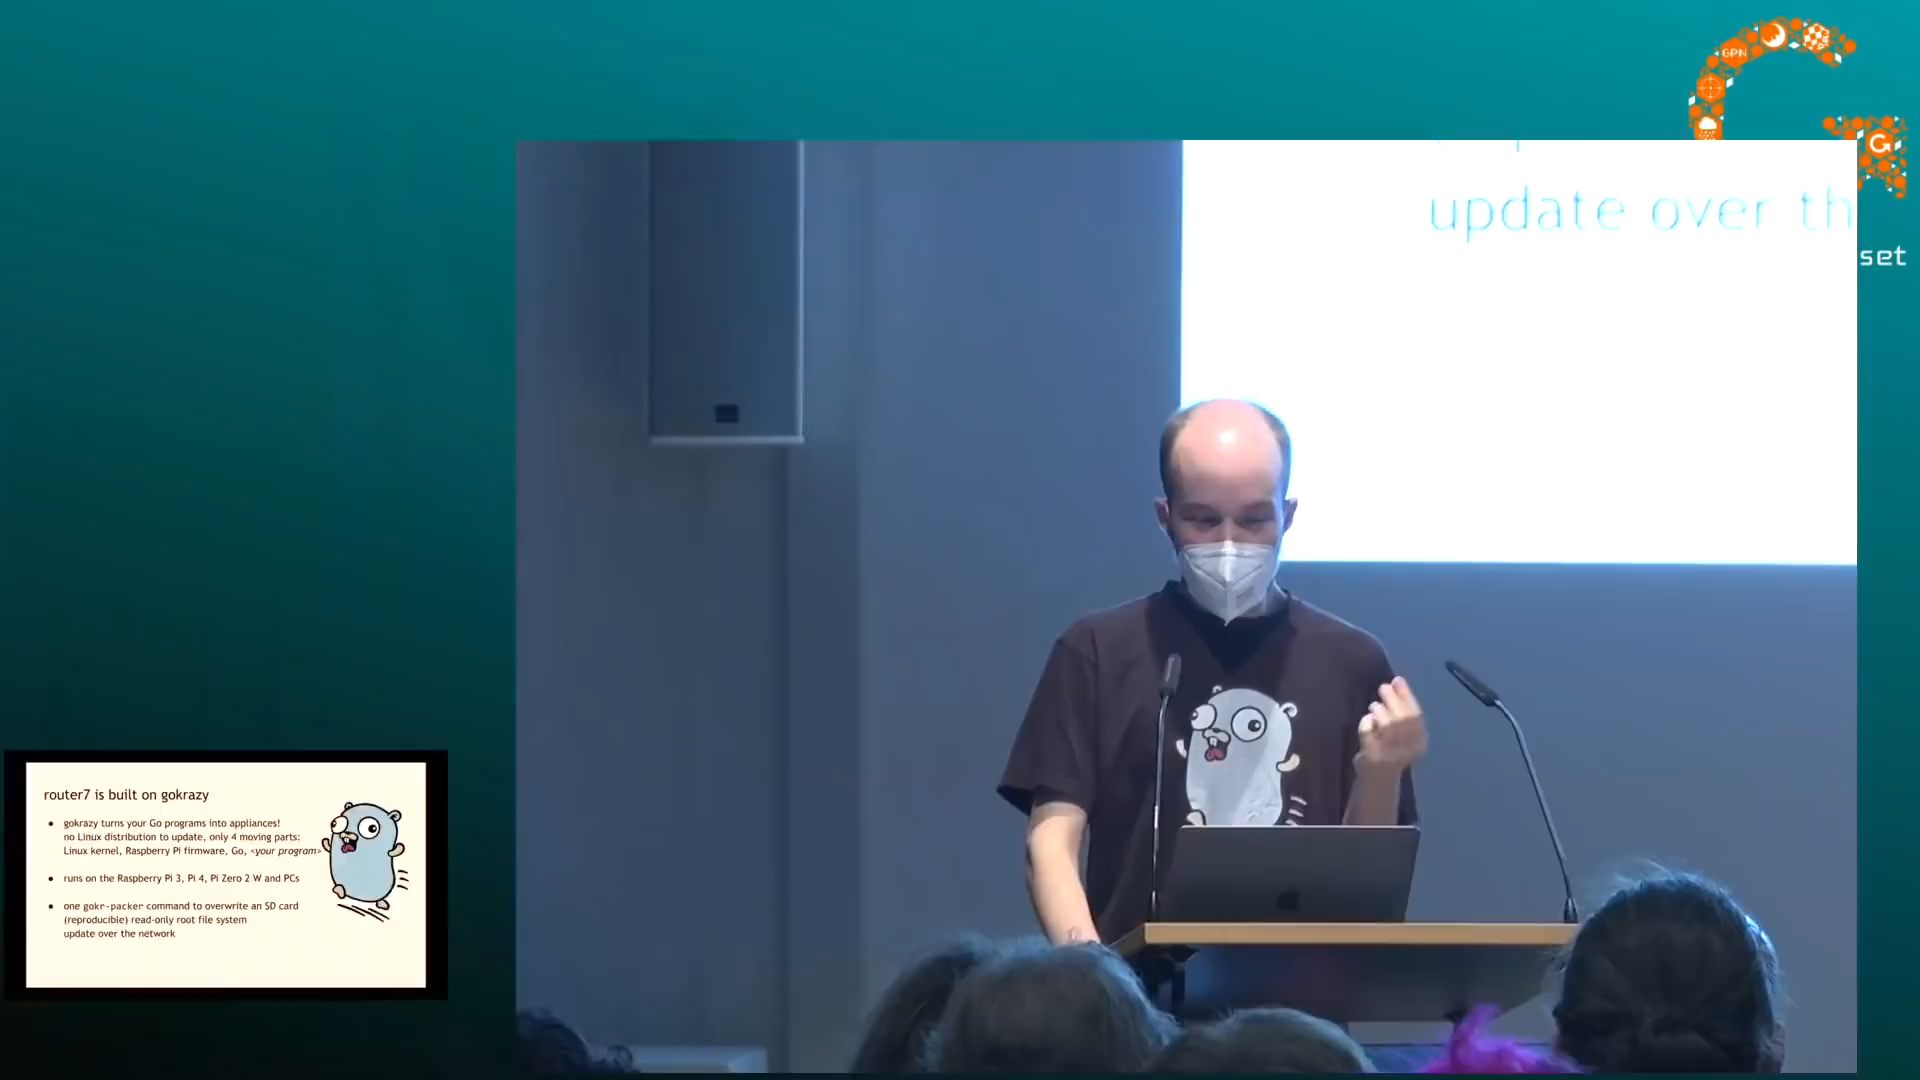 GPN
G
update over th
set
router7 is built on gokrazy
• gokrazy turns your Go programs into appliances!
no Linux distribution to update, only 4 moving parts:
Linux kernel, Raspberry Pi firmware, Go, <your program>
• runs on the Raspberry Pi 3, Pi 4, Pi Zero 2 W and PCs
• one gokr-packer command to overwrite an SD card
(reproducible) read-only root file system
update over the network